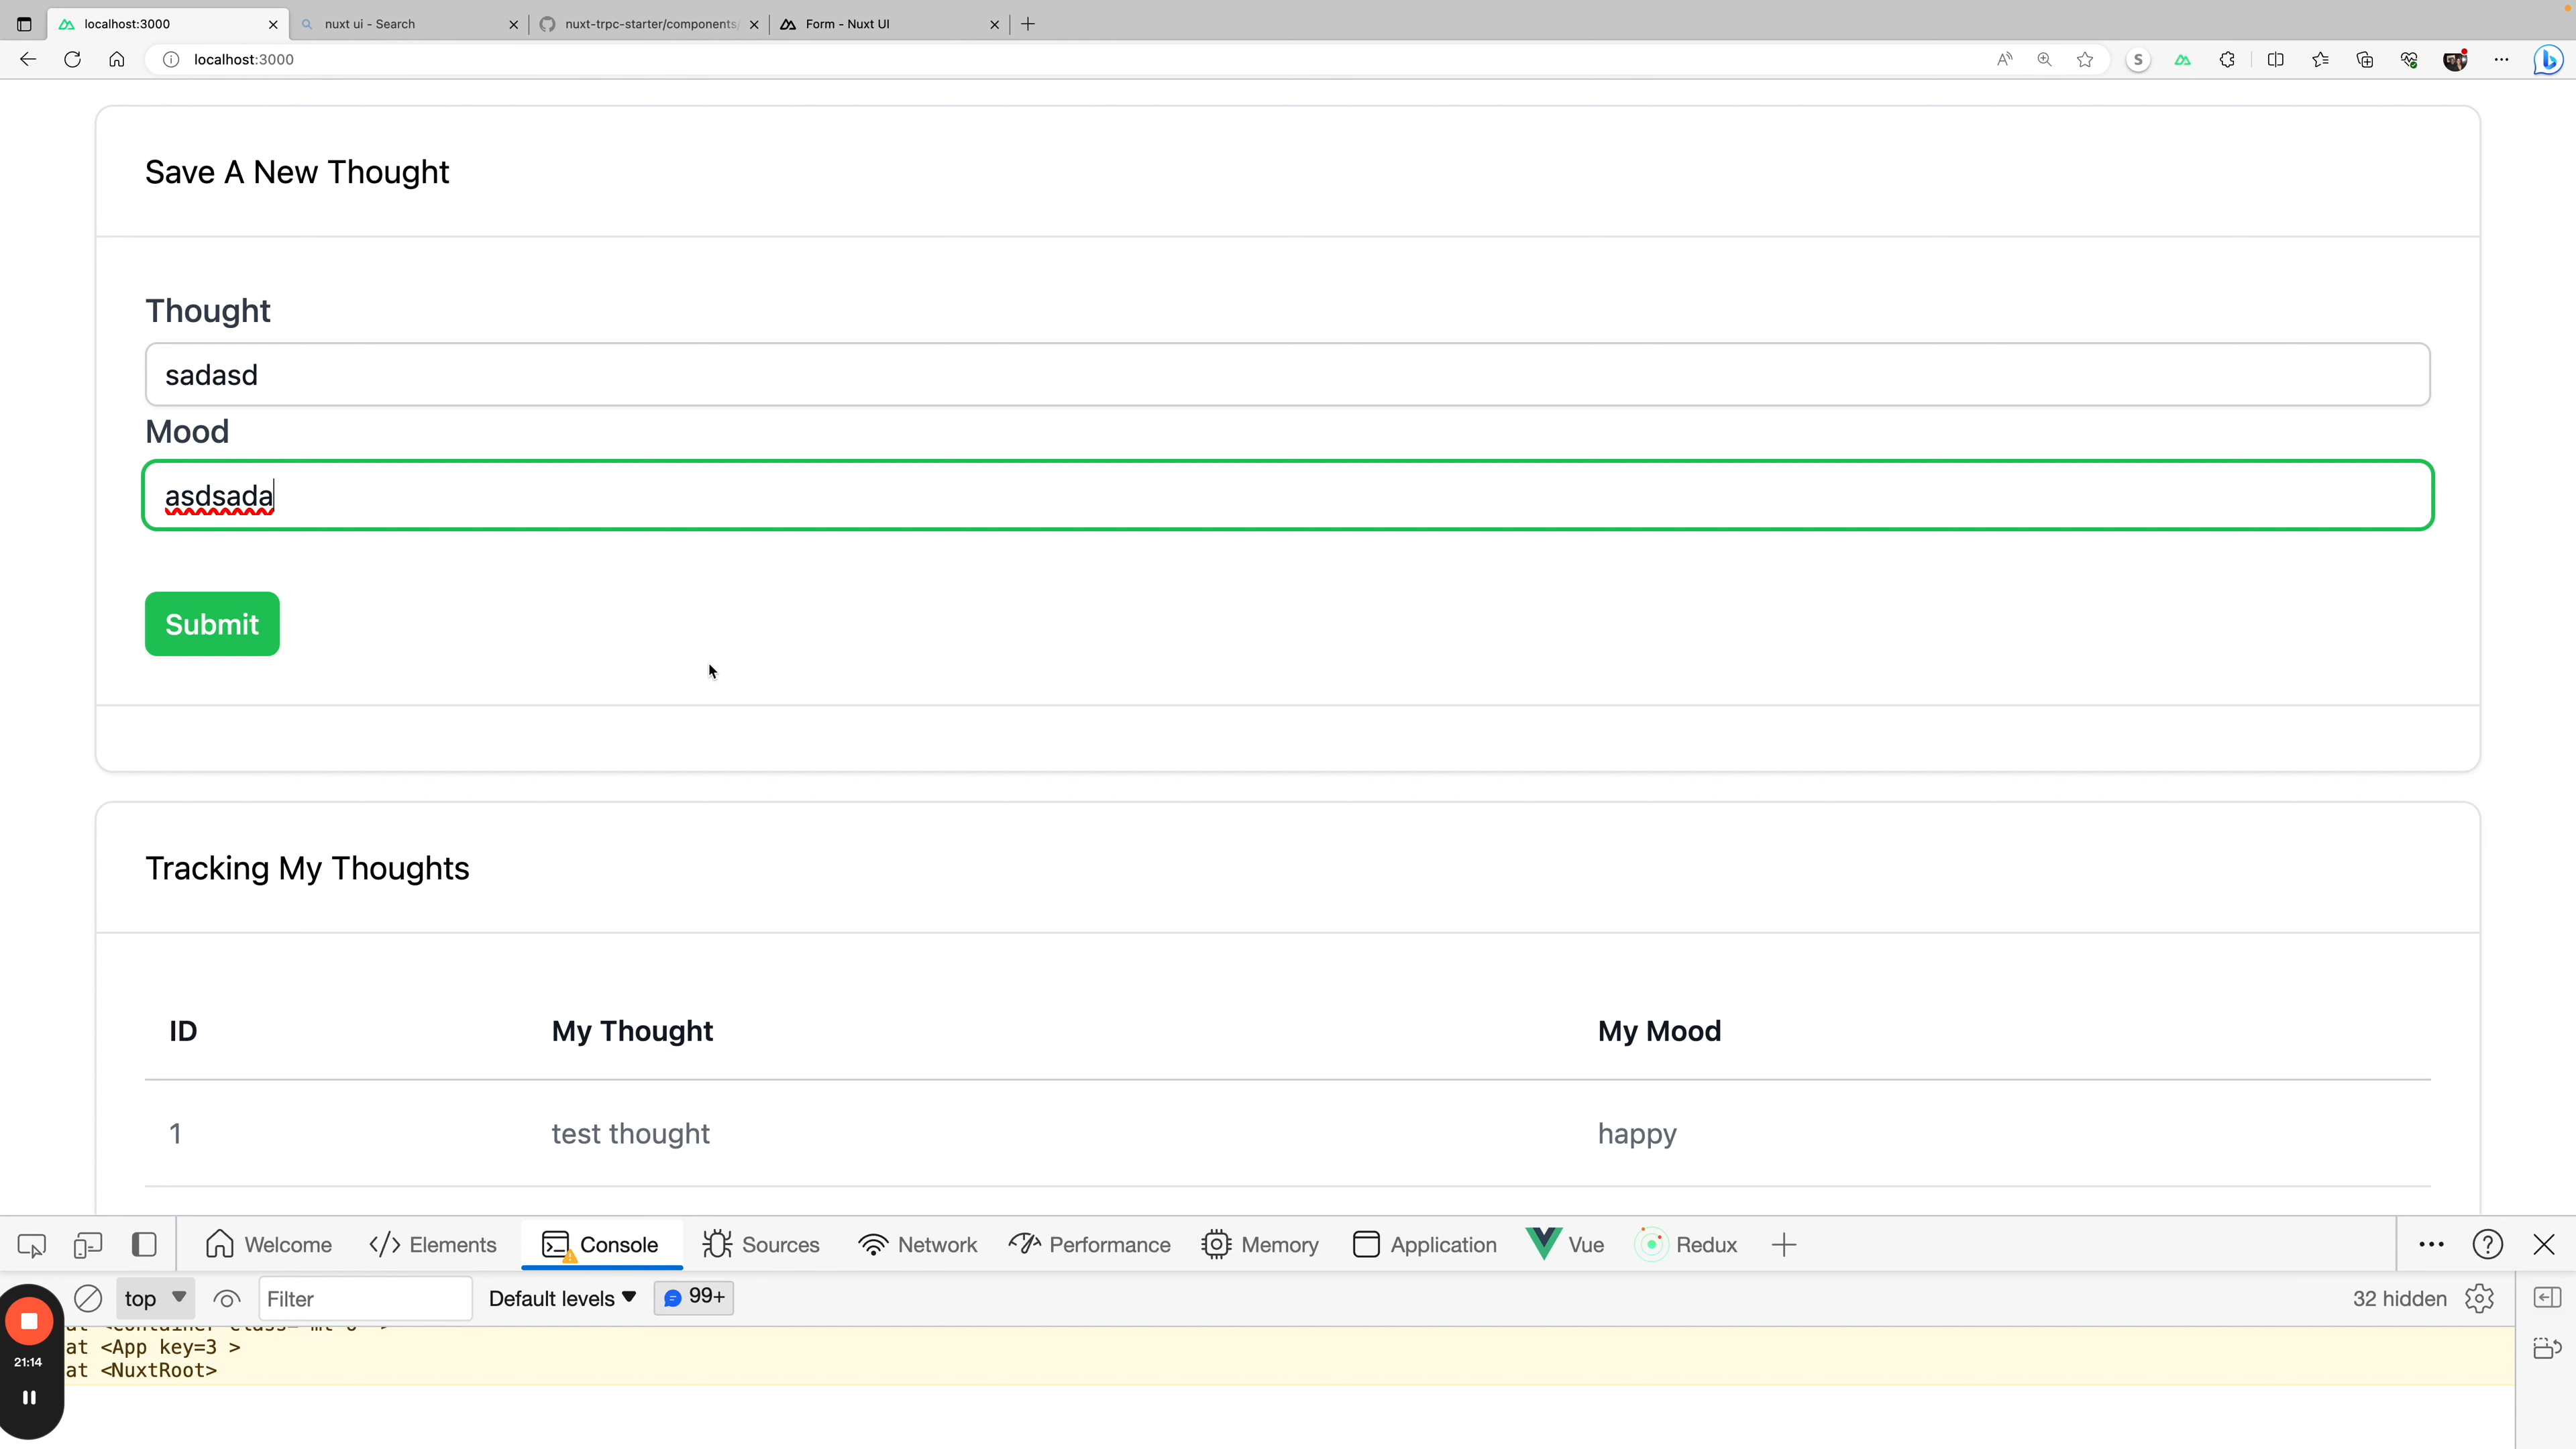 localhost:3000
nuxt ui - Search
nuxt-trpc-starter/components/
Form - Nuxt UI
localhost:3000
S
Save A New Thought
Thought
sadasd
Mood
asdsada
Submit
Tracking My Thoughts
ID My Thought My Mood
1 test thought happy
Welcome Elements Console Sources Network Performance Memory Application Vue Redux
top Filter Default levels 99+ 32 hidden
at <App key=3 >
at <NuxtRoot>
21:14